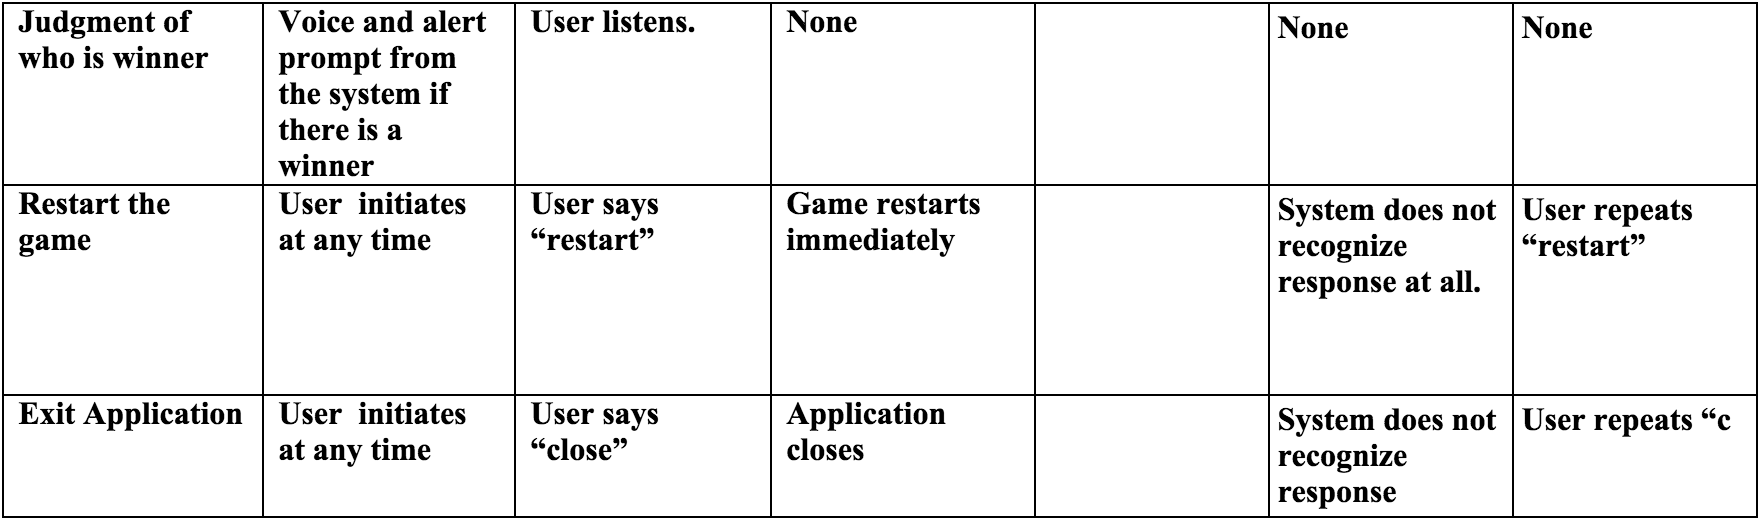 Judgment of
who is winner
Voice and alert
prompt from
the system if
there is a
winner
User listens.
None
None
None
Restart the
game
User  initiates
at any time
User says
“restart”
Game restarts
immediately
System does not
recognize
response at all.
User repeats
“restart”
Exit Application
User  initiates
at any time
User says
“close”
Application
closes
System does not
recognize
response
User repeats “c